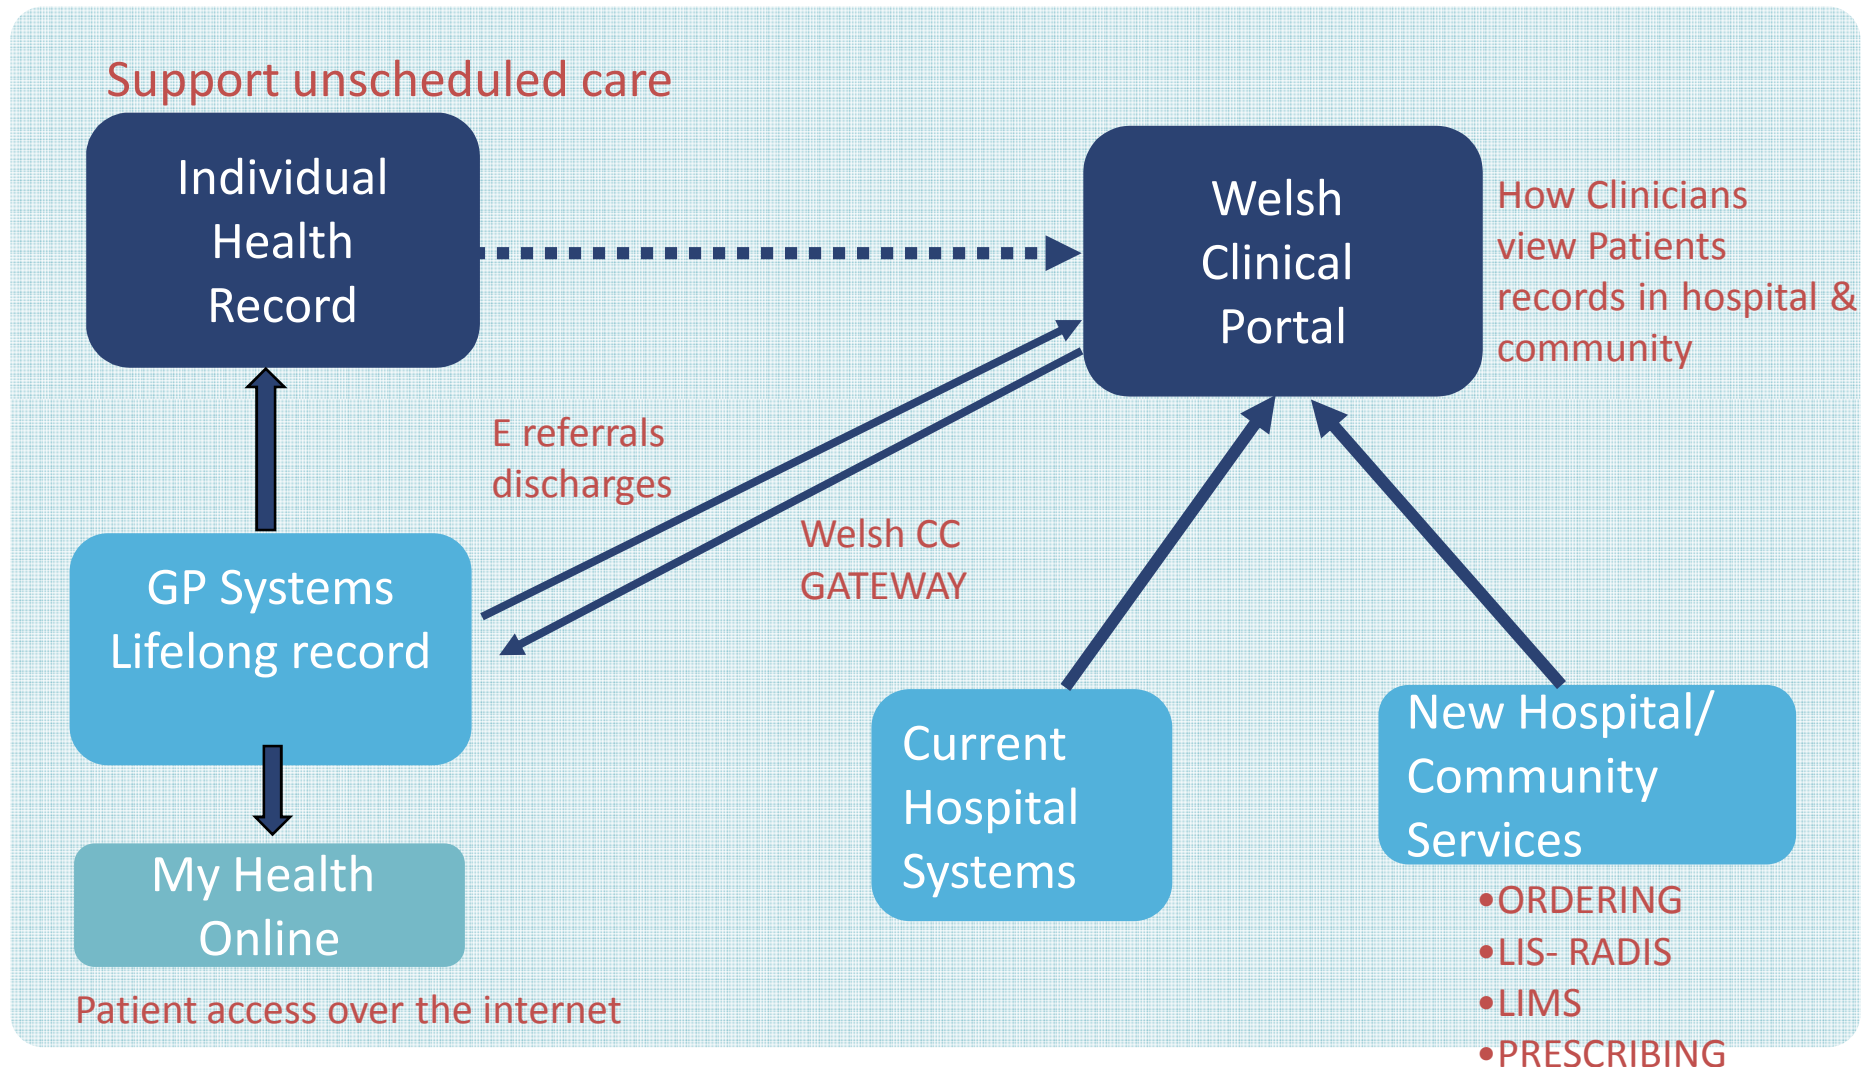 Support unscheduled care
Individual
Health
Record
Welsh
Clinical
Portal
How Clinicians
view Patients
records in hospital &
community
E referrals
discharges
Welsh CC
GATEWAY
GP Systems
Lifelong record
Current
Hospital
Systems
New Hospital/
Community
Services
My Health
Online
Patient access over the internet
•ORDERING
•LIS- RADIS
•LIMS
•PRESCRIBING